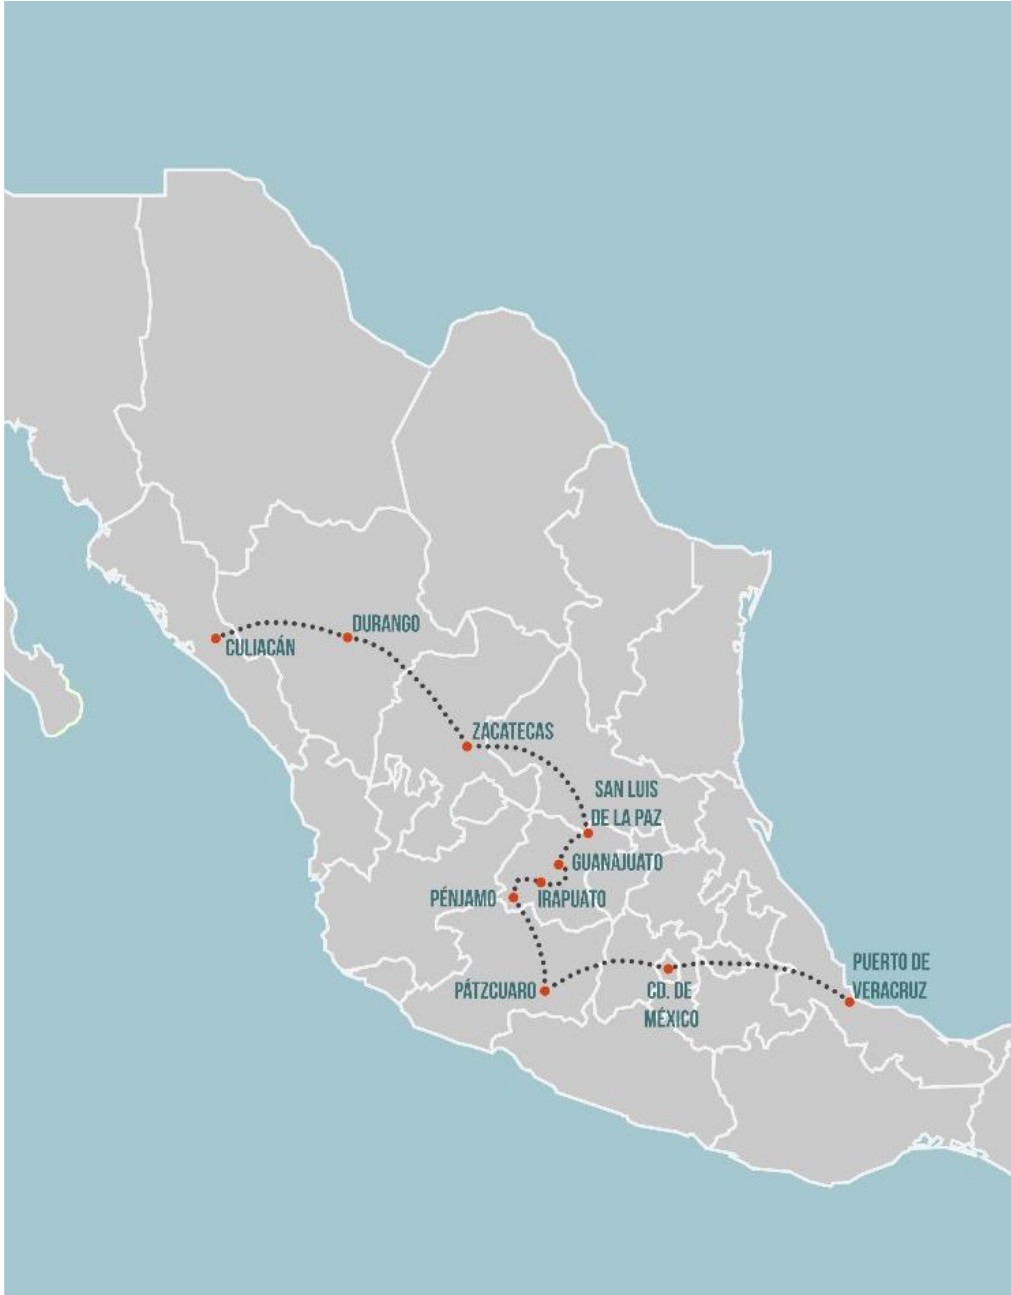 DURANGO
CULIACÁN
ZACATECAS
SAN LUIS
DE LA PAZ
GUANAJUATO
PÉNJAMO
IRAPUATO
PÁTZCUARO
CD. DE
MÉXICO
PUERTO DE
VERACRUZ